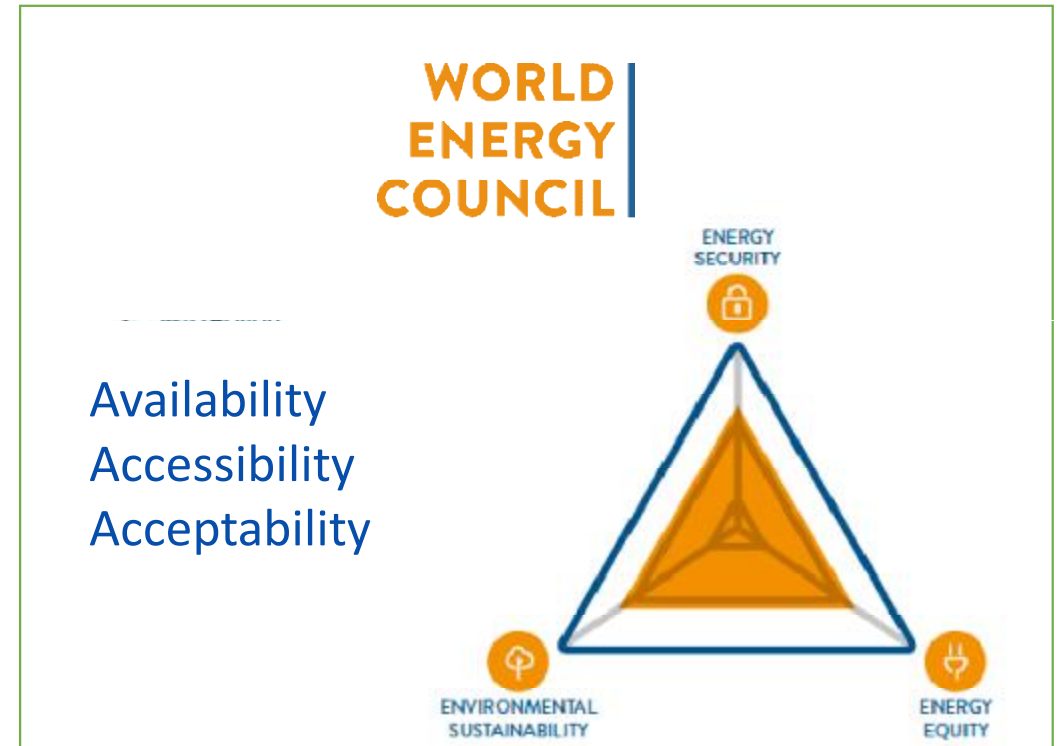 WORLD
ENERGY
COUNCIL
ENERGY
SECURITY
Availability
Accessibility
Acceptability
ENVIRONMENTAL
SUSTAINABILITY
ENERGY
EQUITY